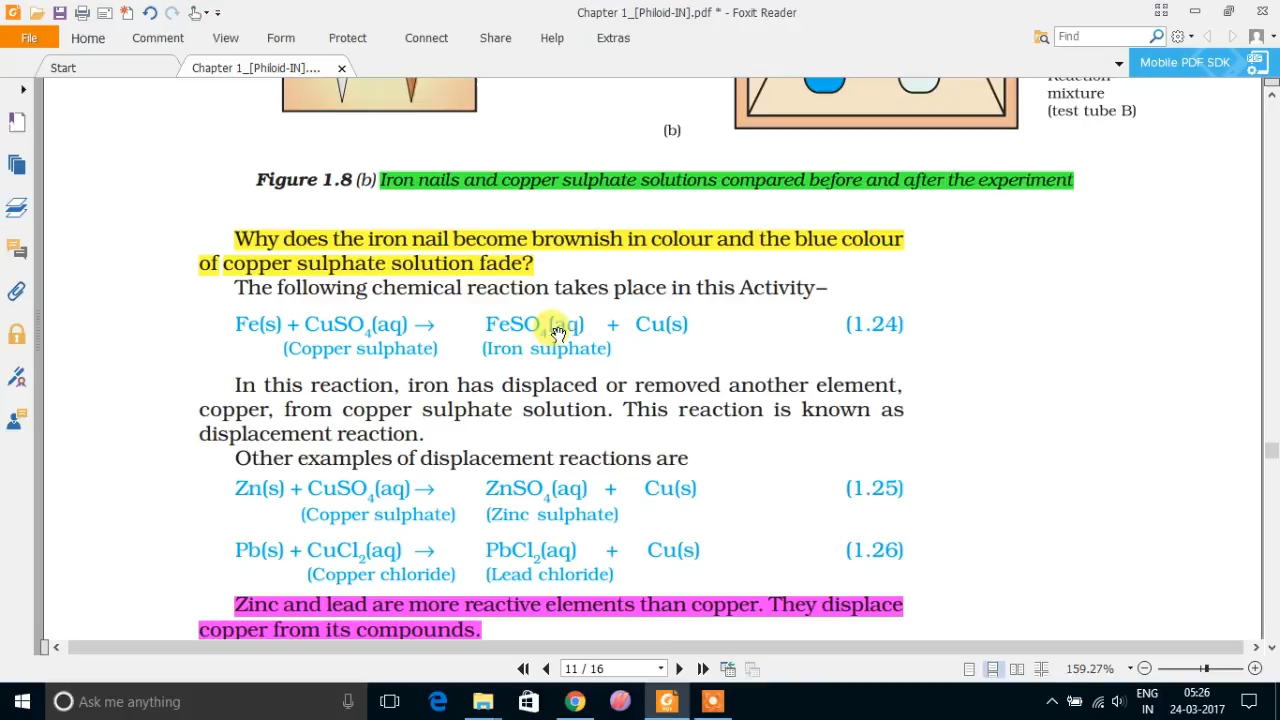 Chapter 1_[Philoid-IN].pdf * - Foxit Reader
File Home Comment View Form Protect Connect Share Help Extras Find
Start Chapter 1_[Philoid-IN].... Mobile PDF SDK
Reaction
mixture
(test tube B)
(b)
Figure 1.8 (b) Iron nails and copper sulphate solutions compared before and after the experiment
Why does the iron nail become brownish in colour and the blue colour
of copper sulphate solution fade?
The following chemical reaction takes place in this Activity–
Fe(s) + CuSO₄(aq) → FeSO₄(aq) + Cu(s) (1.24)
(Copper sulphate) (Iron sulphate)
In this reaction, iron has displaced or removed another element,
copper, from copper sulphate solution. This reaction is known as
displacement reaction.
Other examples of displacement reactions are
Zn(s) + CuSO₄(aq) → ZnSO₄(aq) + Cu(s) (1.25)
(Copper sulphate) (Zinc sulphate)
Pb(s) + CuCl₂(aq) → PbCl₂(aq) + Cu(s) (1.26)
(Copper chloride) (Lead chloride)
Zinc and lead are more reactive elements than copper. They displace
copper from its compounds.
11 / 16 159.27%
Ask me anything
ENG 05:26
IN 24-03-2017